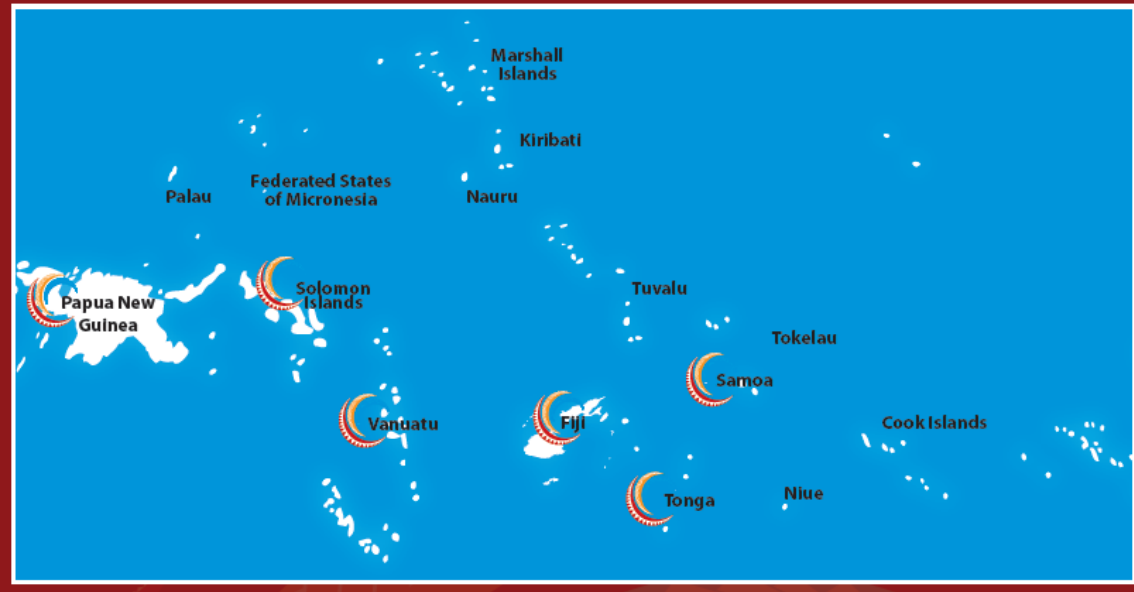 Marshall
Islands
Kiribati
Federated States
of Micronesia
Palau
Nauru
Solomon
Islands
Tuvalu
Papua New
Guinea
Tokelau
Samoa
Vanuatu
Fiji
Cook Islands
Tonga
Niue